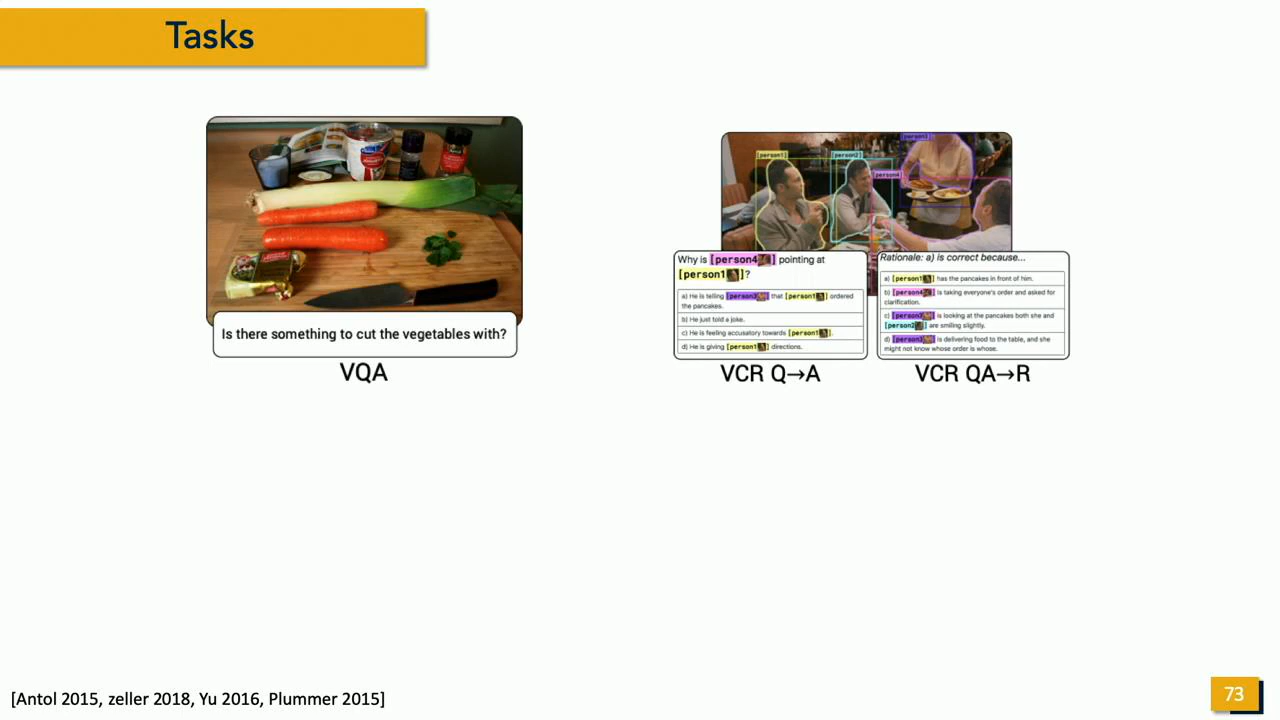 Tasks
[person1]
[person2]
[person3]
[person4]
Is there something to cut the vegetables with?
VQA
Why is [person4] pointing at
[person1]?
a) He is telling [person3] that [person1] ordered
the pancakes.
b) He just told a joke.
c) He is feeling accusatory towards [person1].
d) He is giving [person1] directions.
VCR Q→A
Rationale: a) is correct because...
a) [person1] has the pancakes in front of him.
b) [person4] is taking everyone's order and asked for
clarification.
c) [person3] is looking at the pancakes both she and
[person2] are smiling slightly.
d) [person3] is delivering food to the table, and she
might not know whose order is whose.
VCR QA→R
[Antol 2015, zeller 2018, Yu 2016, Plummer 2015]
73